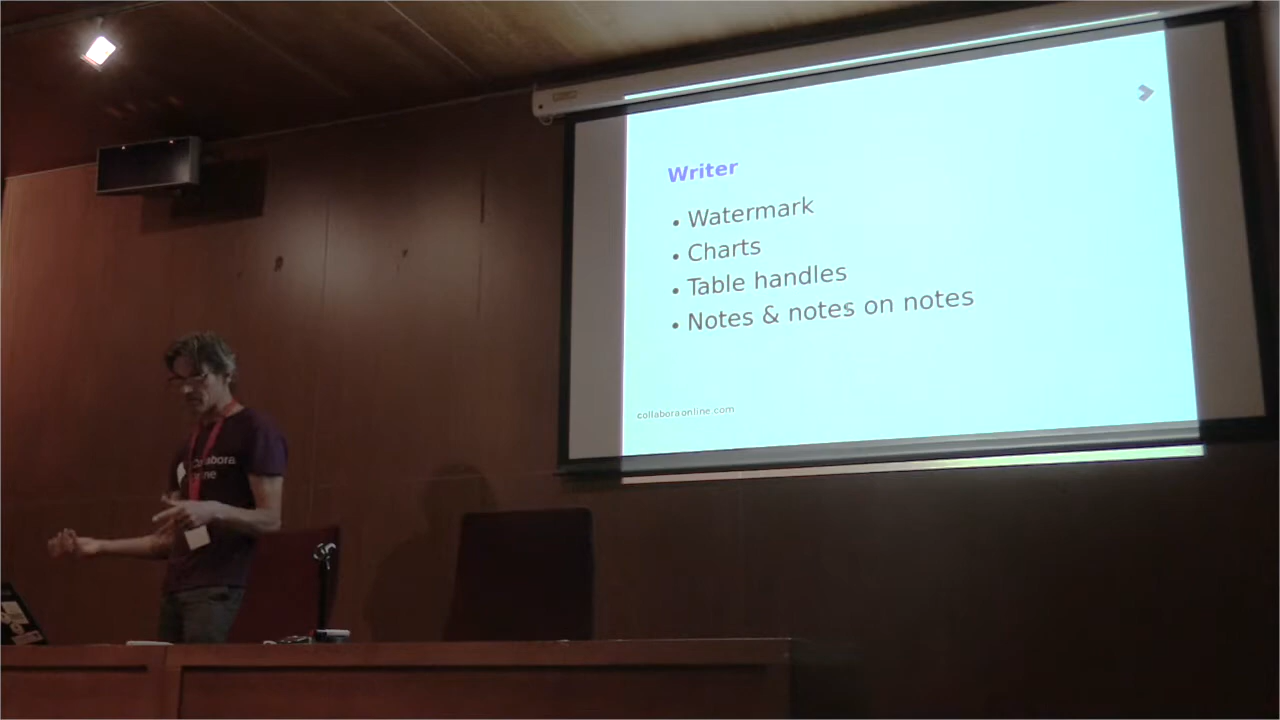 Writer
• Watermark
• Charts
• Table handles
• Notes & notes on notes
collaboraonline.com